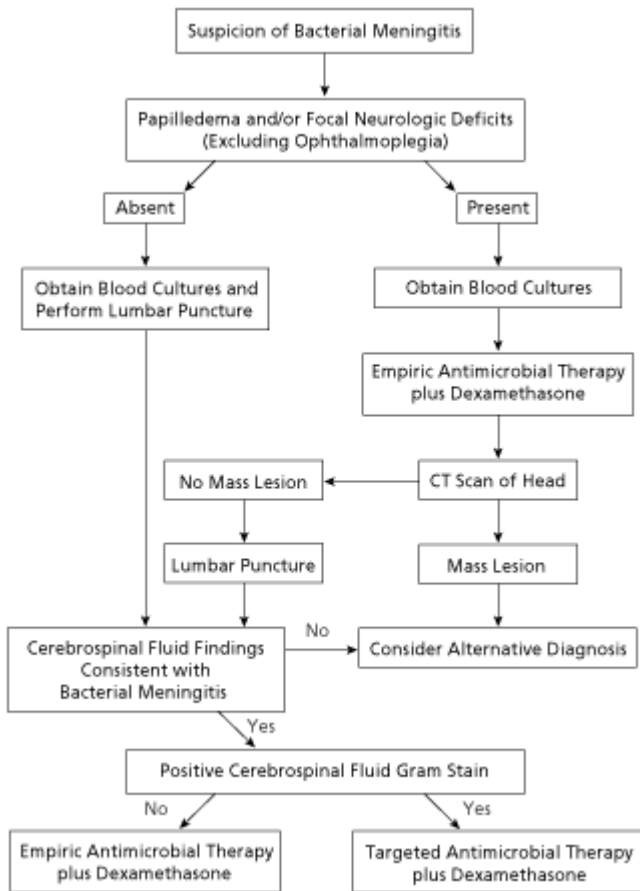 Suspicion of Bacterial Meningitis
Papilledema and/or Focal Neurologic Deficits
(Excluding Ophthalmoplegia)
Absent
Present
Obtain Blood Cultures and
Perform Lumbar Puncture
Obtain Blood Cultures
Empiric Antimicrobial Therapy
plus Dexamethasone
No Mass Lesion
CT Scan of Head
Lumbar Puncture
Mass Lesion
Cerebrospinal Fluid Findings
Consistent with
Bacterial Meningitis
No
Consider Alternative Diagnosis
Yes
Positive Cerebrospinal Fluid Gram Stain
No
Yes
Empiric Antimicrobial Therapy
plus Dexamethasone
Targeted Antimicrobial Therapy
plus Dexamethasone